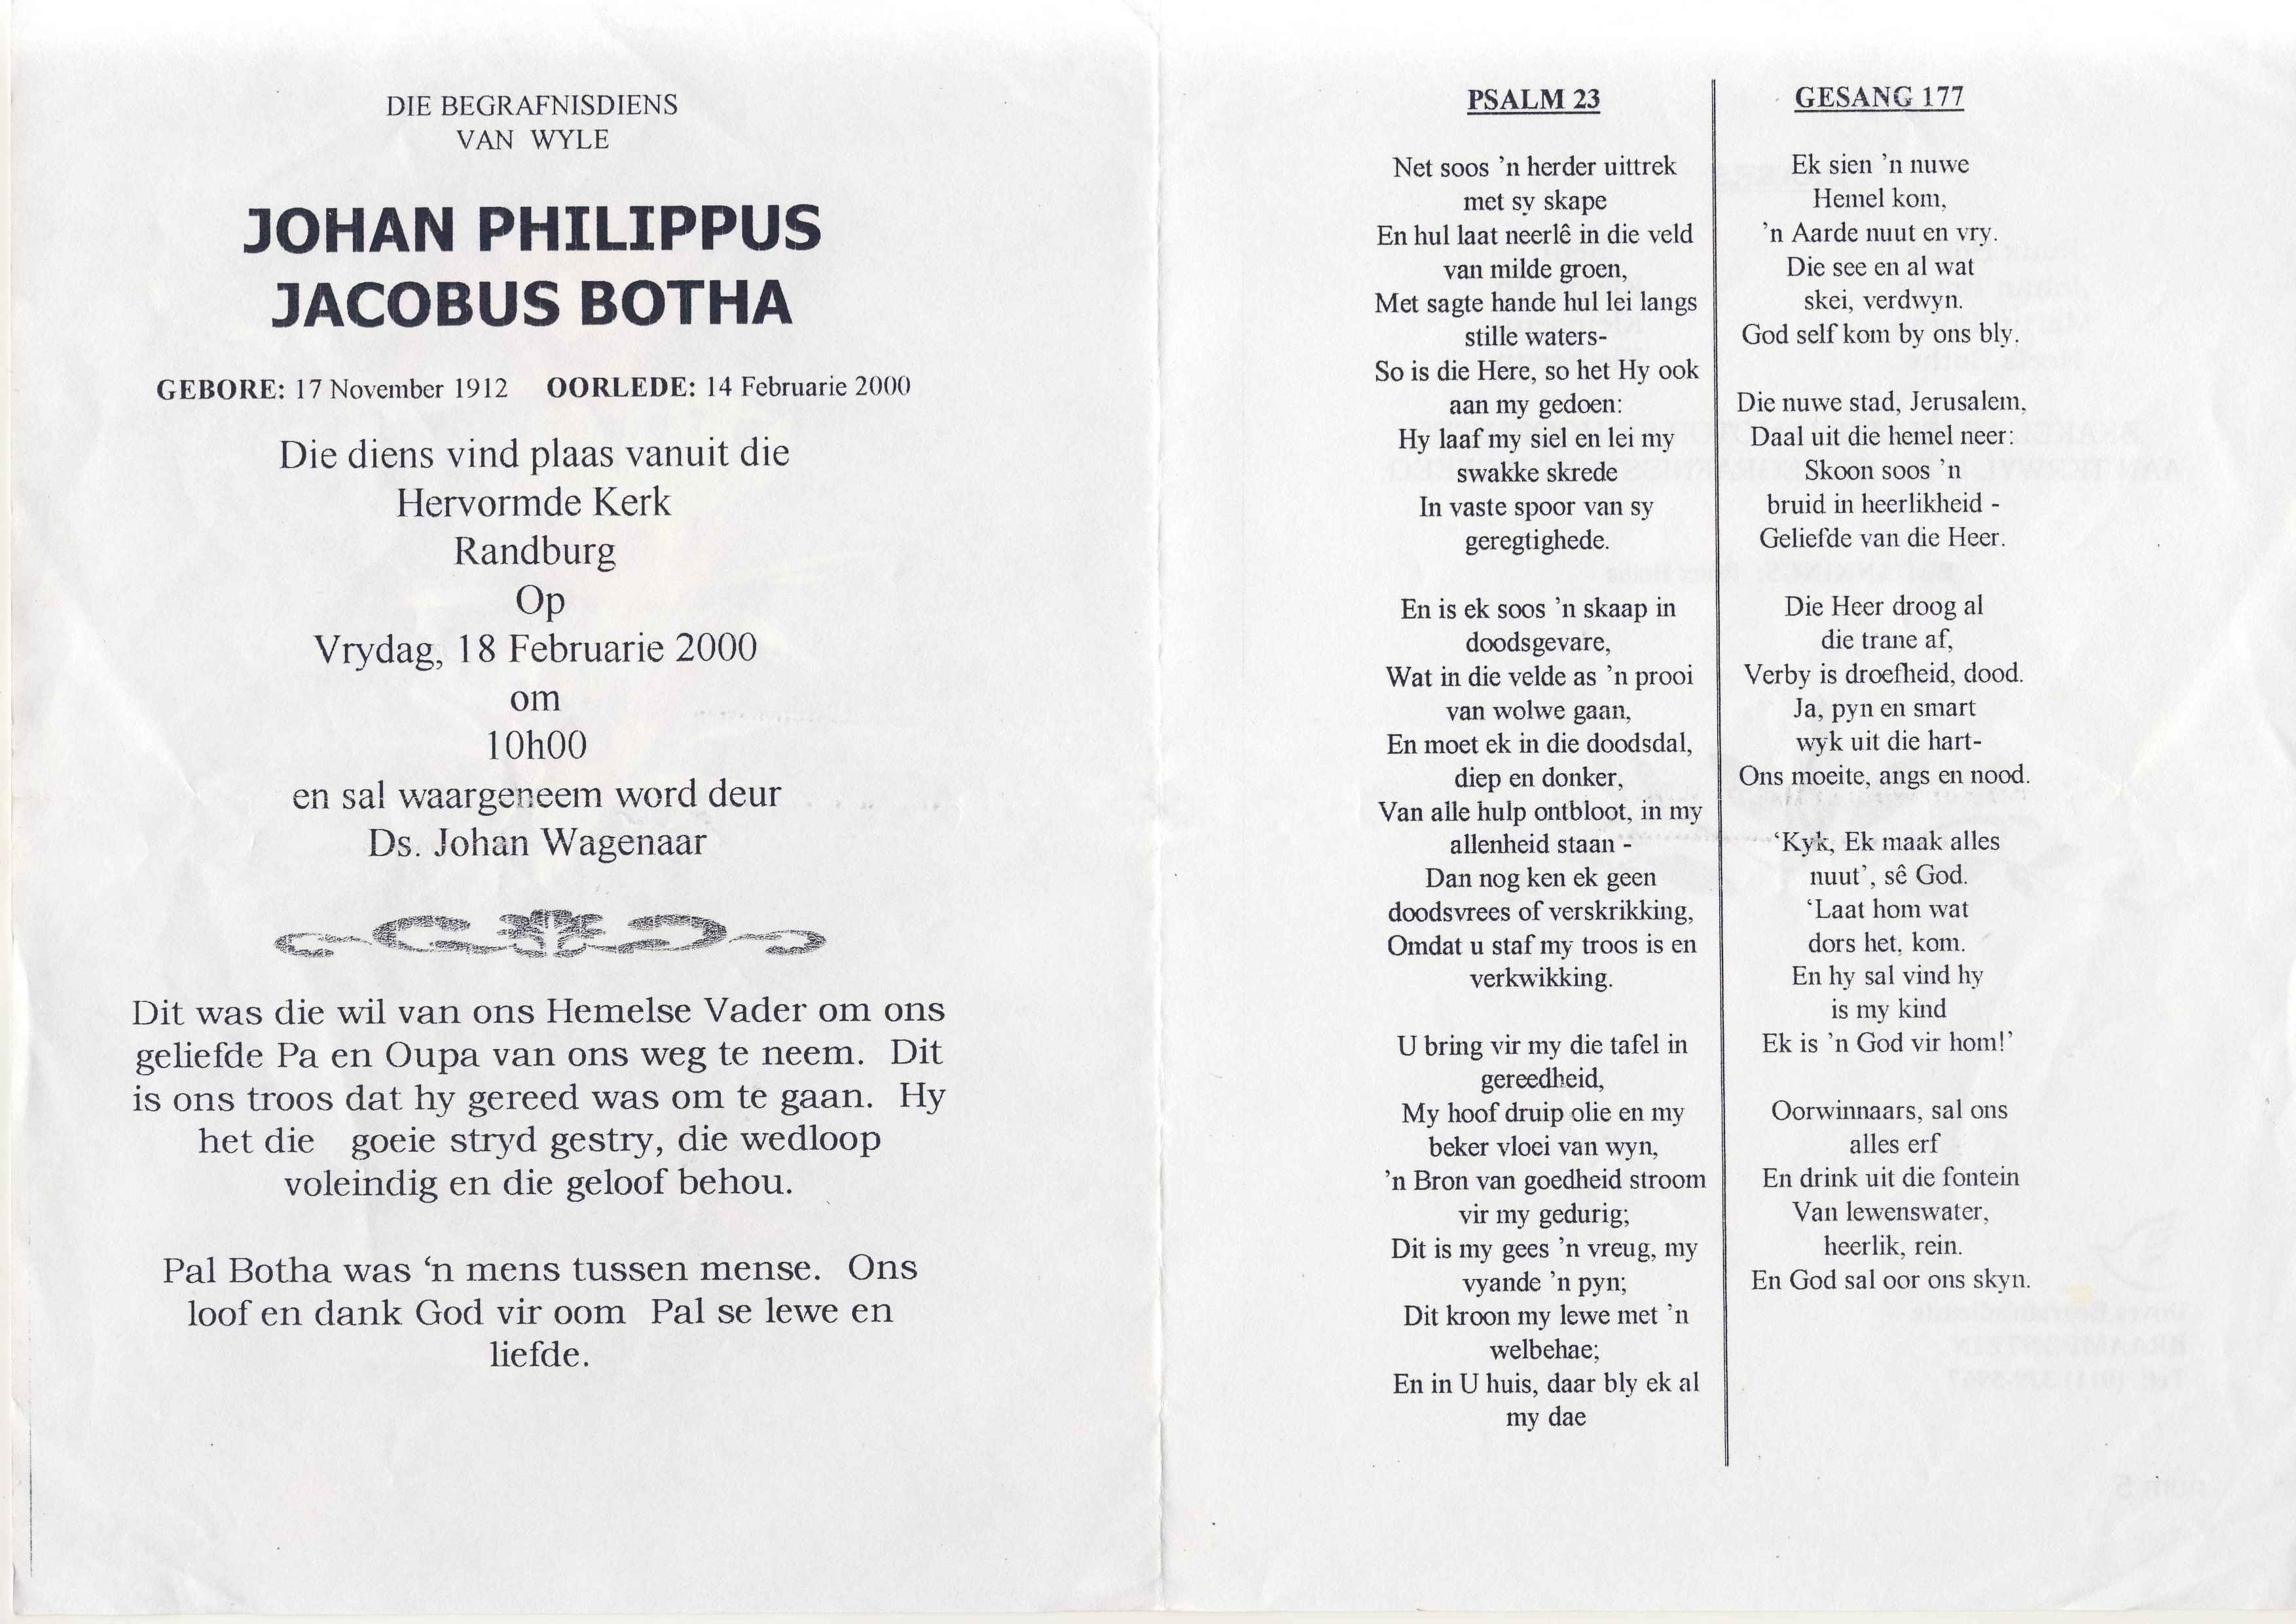 DIE BEGRAFNISDIENS
VAN WYLE
JOHAN PHILIPPUS
JACOBUS BOTHA
GEBORE: 17 November 1912 OORLEDE: 14 Februarie 2000
Die diens vind plaas vanuit die
Hervormde Kerk
Randburg
Op
Vrydag, 18 Februarie 2000
om
10h00
en sal waargeneem word deur
Ds. Johan Wagenaar
Dit was die wil van ons Hemelse Vader om ons
geliefde Pa en Oupa van ons weg te neem. Dit
is ons troos dat hy gereed was om te gaan. Hy
het die goeie stryd gestry, die wedloop
voleindig en die geloof behou.
Pal Botha was ‘n mens tussen mense. Ons
loof en dank God vir oom Pal se lewe en
liefde.
PSALM 23
Net soos ’n herder uittrek
met sy skape
En hul laat neerlê in die veld
van milde groen,
Met sagte hande hul lei langs
stille waters-
So is die Here, so het Hy ook
aan my gedoen:
Hy laaf my siel en lei my
swakke skrede
In vaste spoor van sy
geregtighede.
En is ek soos ’n skaap in
doodsgevare,
Wat in die velde as ’n prooi
van wolwe gaan,
En moet ek in die doodsdal,
diep en donker,
Van alle hulp ontbloot, in my
allenheid staan -
Dan nog ken ek geen
doodsvrees of verskrikking,
Omdat u staf my troos is en
verkwikking.
U bring vir my die tafel in
gereedheid,
My hoof druip olie en my
beker vloei van wyn,
’n Bron van goedheid stroom
vir my gedurig;
Dit is my gees ’n vreug, my
vyande ’n pyn;
Dit kroon my lewe met ’n
welbehae;
En in U huis, daar bly ek al
my dae
GESANG 177
Ek sien ’n nuwe
Hemel kom,
’n Aarde nuut en vry.
Die see en al wat
skei, verdwyn.
God self kom by ons bly.
Die nuwe stad, Jerusalem,
Daal uit die hemel neer:
Skoon soos ’n
bruid in heerlikheid -
Geliefde van die Heer.
Die Heer droog al
die trane af,
Verby is droefheid, dood.
Ja, pyn en smart
wyk uit die hart-
Ons moeite, angs en nood.
‘Kyk, Ek maak alles
nuut’, sê God.
‘Laat hom wat
dors het, kom.
En hy sal vind hy
is my kind
Ek is ’n God vir hom!’
Oorwinnaars, sal ons
alles erf
En drink uit die fontein
Van lewenswater,
heerlik, rein.
En God sal oor ons skyn.